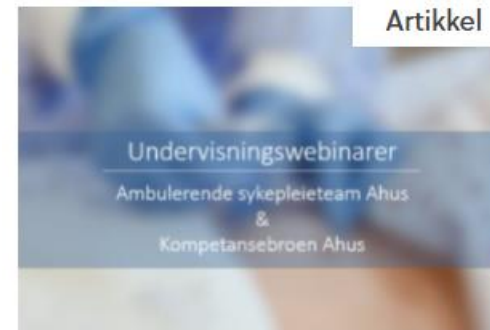 Artikkel
Undervisningswebinarer
Ambulerende sykepleieteam Ahus
&
Kompetansebroen Ahus